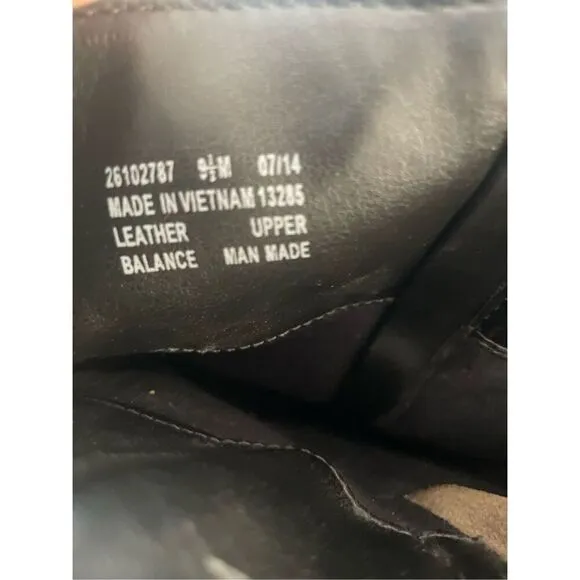 26102787 9½M 07/14
MADE IN VIETNAM 13285
LEATHER UPPER
BALANCE MAN MADE